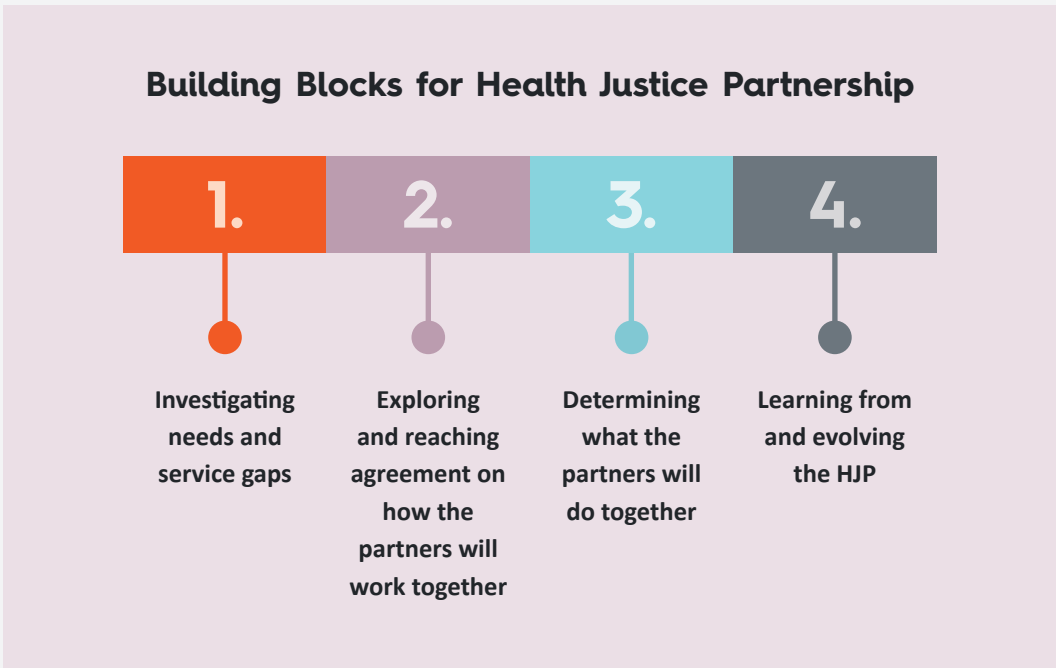 Building Blocks for Health Justice Partnership
1.
2.
3.
4.
Investigating
needs and
service gaps
Exploring
and reaching
agreement on
how the
partners will
work together
Determining
what the
partners will
do together
Learning from
and evolving
the HJP